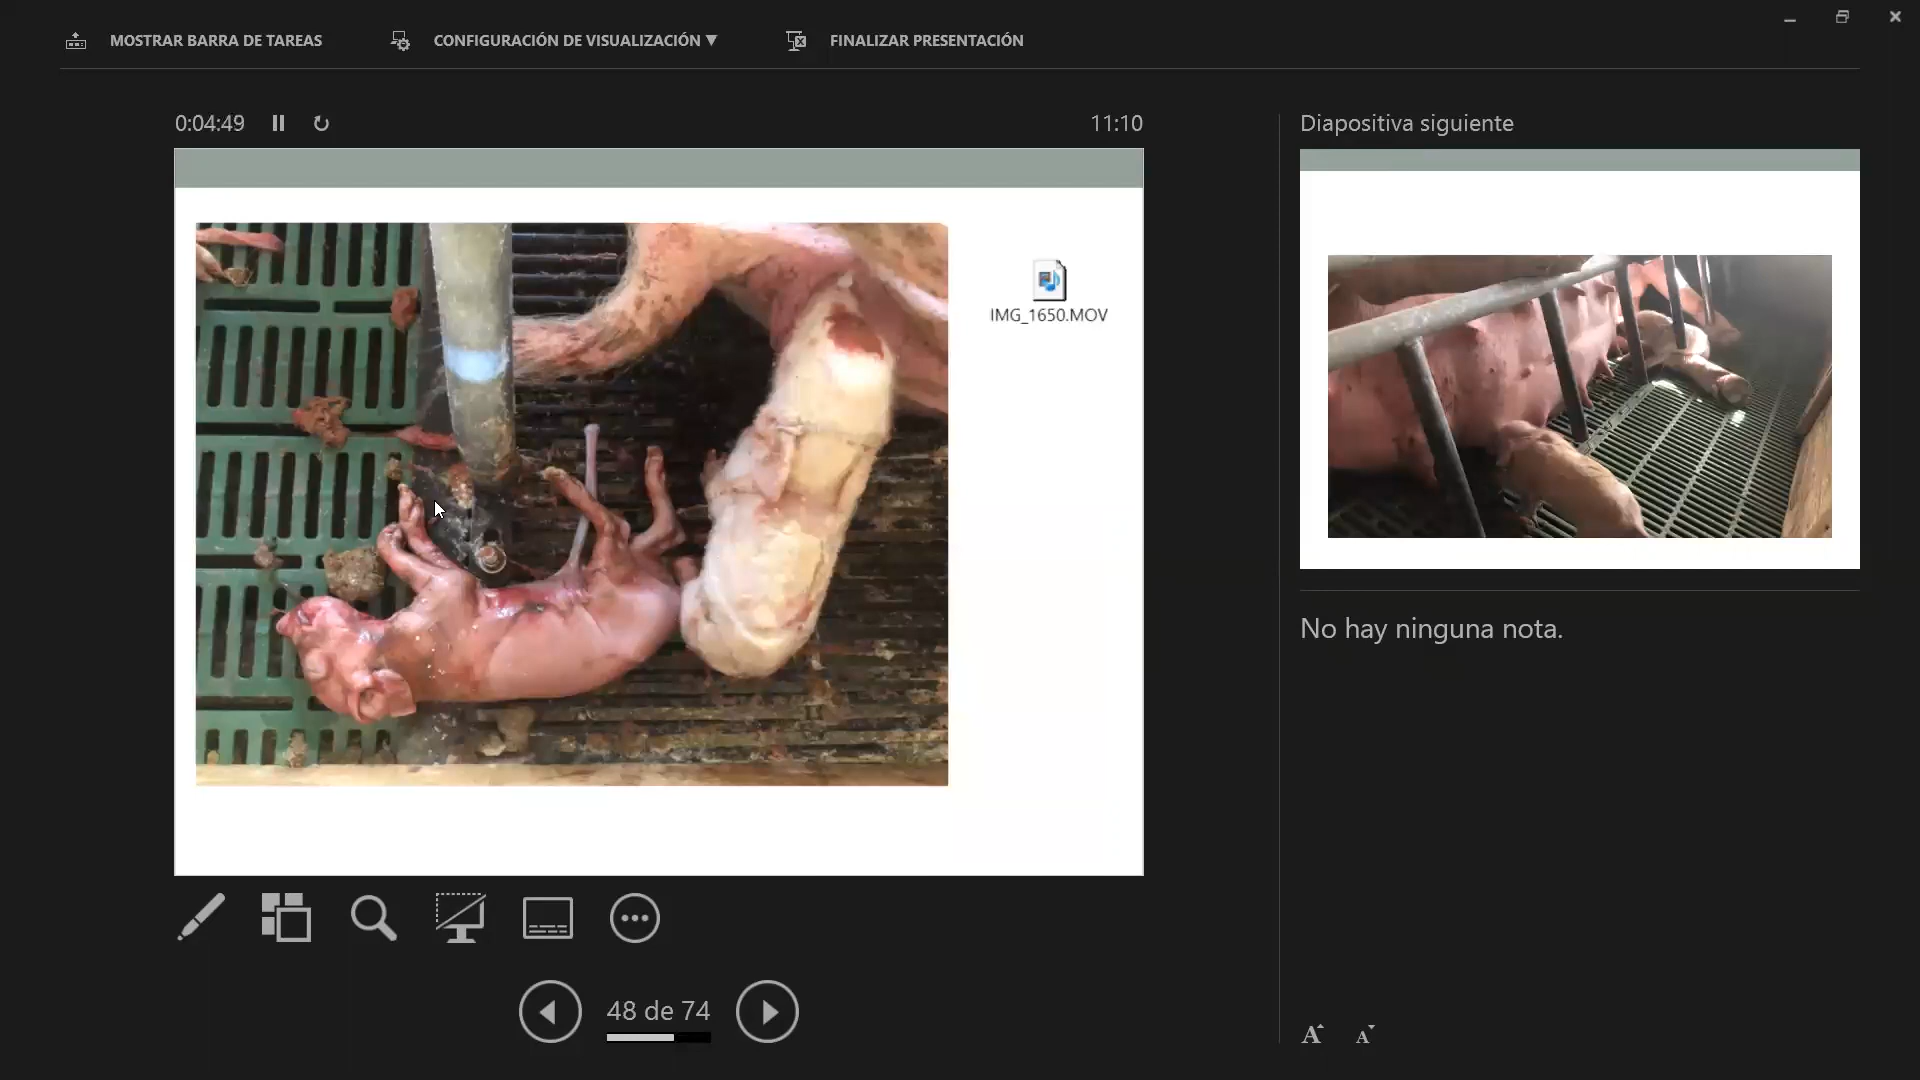 MOSTRAR BARRA DE TAREAS
CONFIGURACIÓN DE VISUALIZACIÓN ▼
FINALIZAR PRESENTACIÓN
0:04:49
11:10
Diapositiva siguiente
IMG_1650.MOV
No hay ninguna nota.
48 de 74
A A